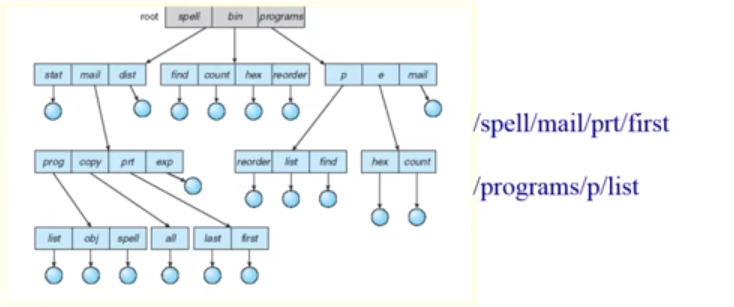 root spell bin programs
stat mail dist find count hex reorder p e mail
/spell/mail/prt/first
prog copy prt exp reorder list find hex count
/programs/p/list
list obj spell all last first